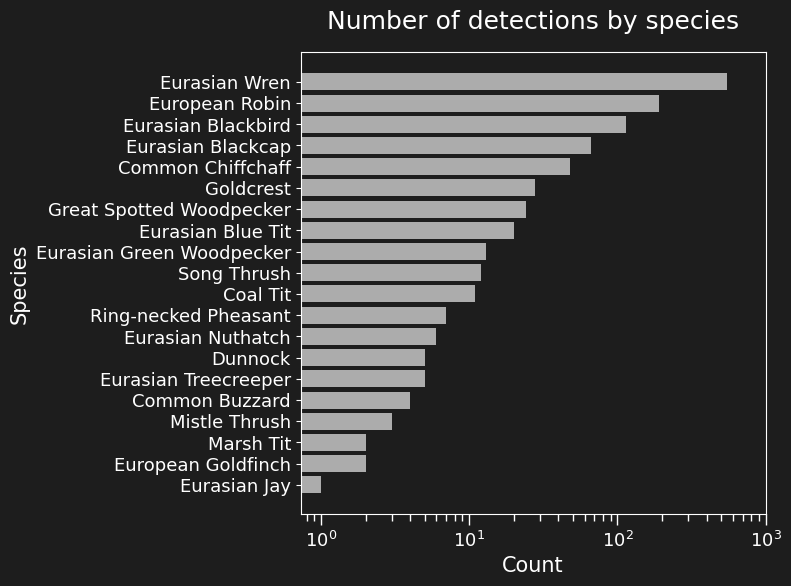 Number of detections by species
Species
Eurasian Wren
European Robin
Eurasian Blackbird
Eurasian Blackcap
Common Chiffchaff
Goldcrest
Great Spotted Woodpecker
Eurasian Blue Tit
Eurasian Green Woodpecker
Song Thrush
Coal Tit
Ring-necked Pheasant
Eurasian Nuthatch
Dunnock
Eurasian Treecreeper
Common Buzzard
Mistle Thrush
Marsh Tit
European Goldfinch
Eurasian Jay
10⁰ 10¹ 10² 10³
Count